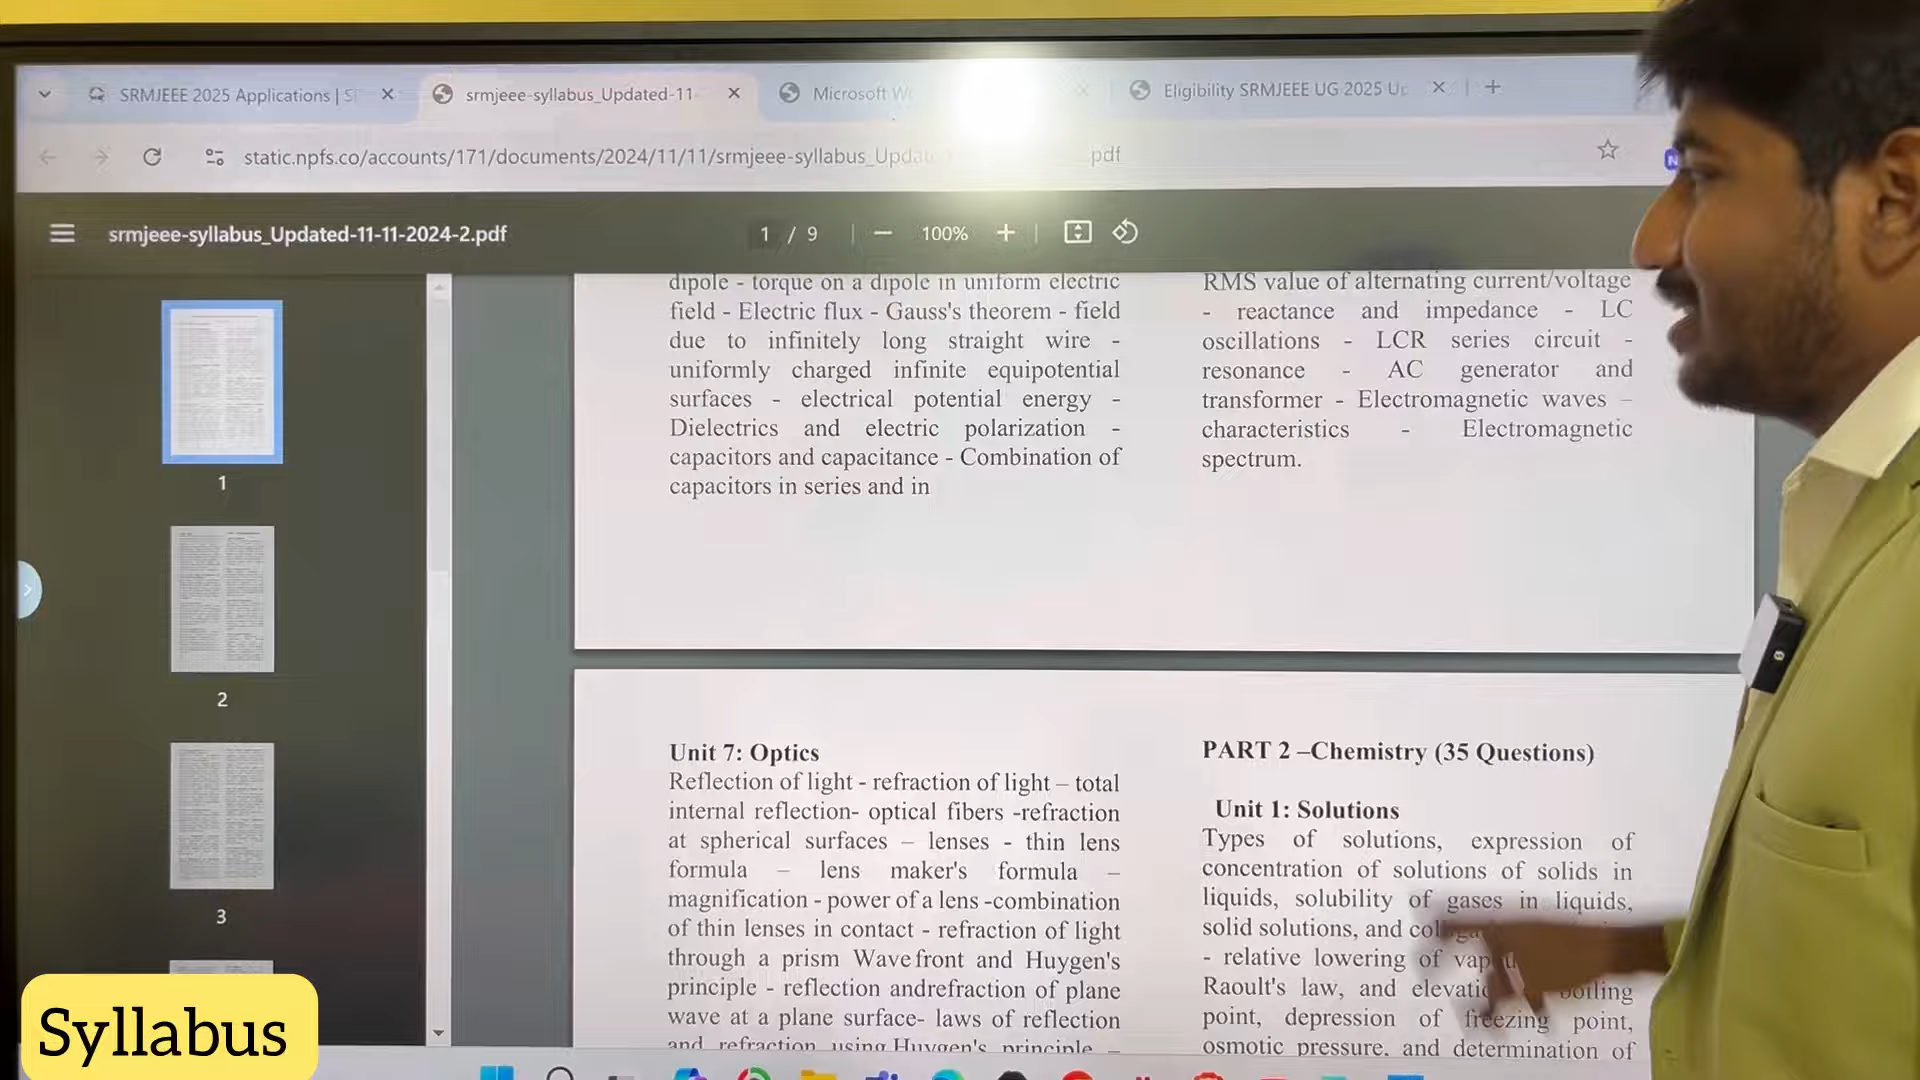 SRMJEEE 2025 Applications | S
srmjeee-syllabus_Updated-11
Microsoft W
Eligibility SRMJEEE UG 2025 U
static.npfs.co/accounts/171/documents/2024/11/11/srmjeee-syllabus_Upda
.pdf
N
srmjeee-syllabus_Updated-11-11-2024-2.pdf
1 / 9
100%
1
2
3
dipole - torque on a dipole in uniform electric
field - Electric flux - Gauss's theorem - field
due to infinitely long straight wire -
uniformly charged infinite equipotential
surfaces - electrical potential energy -
Dielectrics and electric polarization -
capacitors and capacitance - Combination of
capacitors in series and in
RMS value of alternating current/voltage
- reactance and impedance - LC
oscillations - LCR series circuit -
resonance - AC generator and
transformer - Electromagnetic waves –
characteristics - Electromagnetic
spectrum.
Unit 7: Optics
Reflection of light - refraction of light – total
internal reflection- optical fibers -refraction
at spherical surfaces – lenses - thin lens
formula – lens maker's formula –
magnification - power of a lens -combination
of thin lenses in contact - refraction of light
through a prism Wavefront and Huygen's
principle - reflection andrefraction of plane
wave at a plane surface- laws of reflection
and refraction using Huygen's principle –
PART 2 –Chemistry (35 Questions)
Unit 1: Solutions
Types of solutions, expression of
concentration of solutions of solids in
liquids, solubility of gases in liquids,
solid solutions, and
- relative lowering of
Raoult's law, and boiling
point, depression of freezing point,
osmotic pressure, and determination of
Syllabus